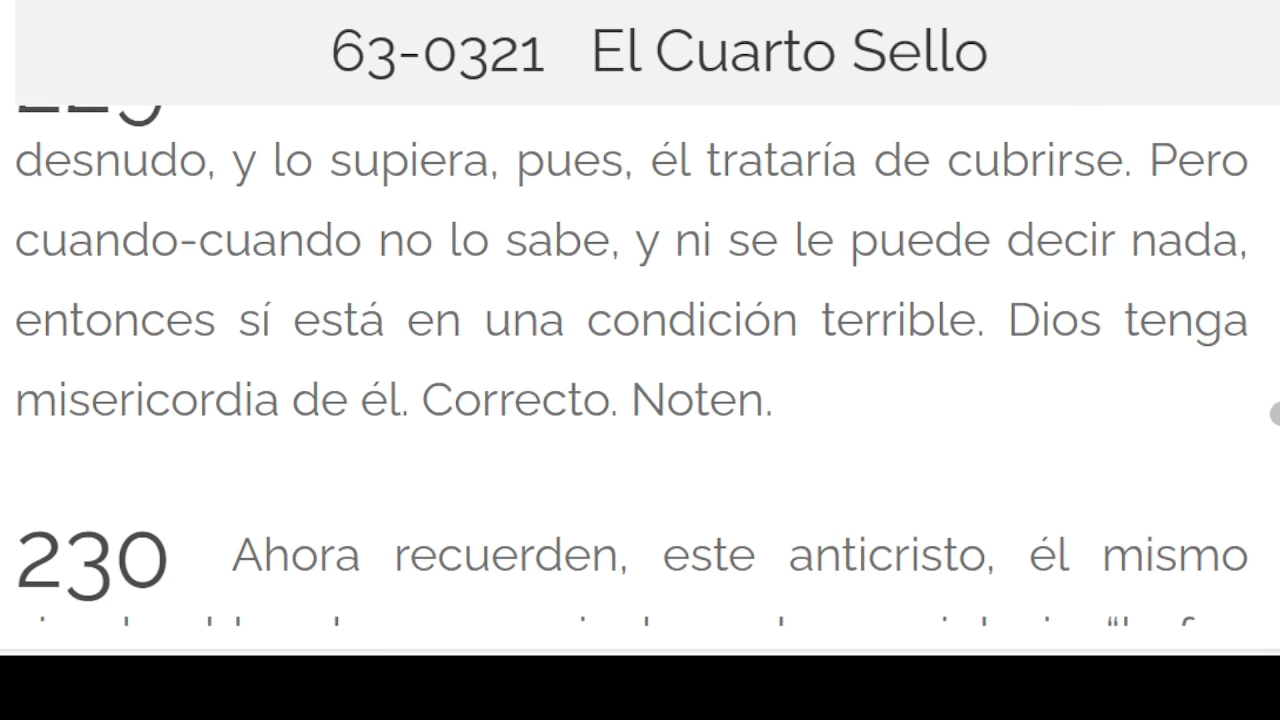 63-0321 El Cuarto Sello
desnudo, y lo supiera, pues, él trataría de cubrirse. Pero
cuando-cuando no lo sabe, y ni se le puede decir nada,
entonces sí está en una condición terrible. Dios tenga
misericordia de él. Correcto. Noten.
230 Ahora recuerden, este anticristo, él mismo